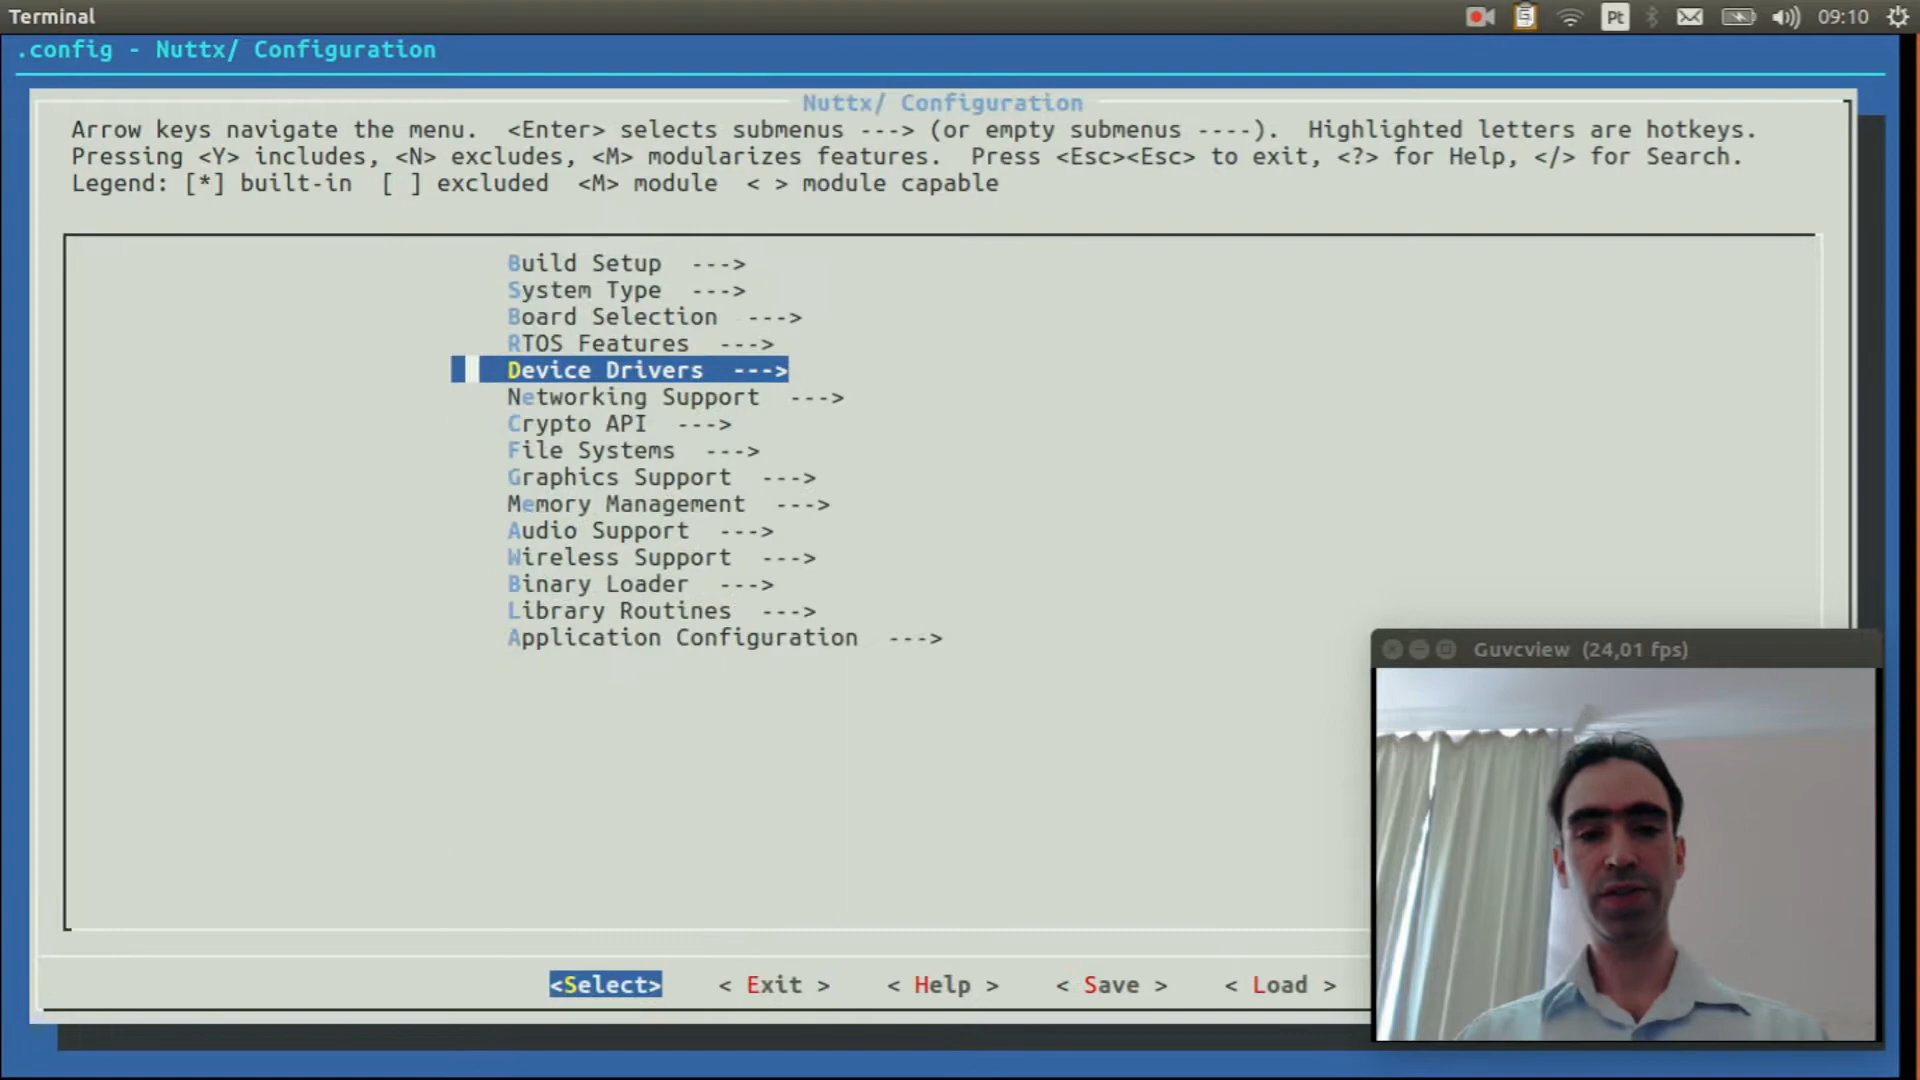 Terminal
Pt
09:10
.config - Nuttx/ Configuration
Nuttx/ Configuration
Arrow keys navigate the menu.  <Enter> selects submenus ---> (or empty submenus ----).  Highlighted letters are hotkeys.
Pressing <Y> includes, <N> excludes, <M> modularizes features.  Press <Esc><Esc> to exit, <?> for Help, </> for Search.
Legend: [*] built-in  [ ] excluded  <M> module  < > module capable
Build Setup  --->
System Type  --->
Board Selection  --->
RTOS Features  --->
Device Drivers  --->
Networking Support  --->
Crypto API  --->
File Systems  --->
Graphics Support  --->
Memory Management  --->
Audio Support  --->
Wireless Support  --->
Binary Loader  --->
Library Routines  --->
Application Configuration  --->
Guvcview (24,01 fps)
<Select>    < Exit >    < Help >    < Save >    < Load >